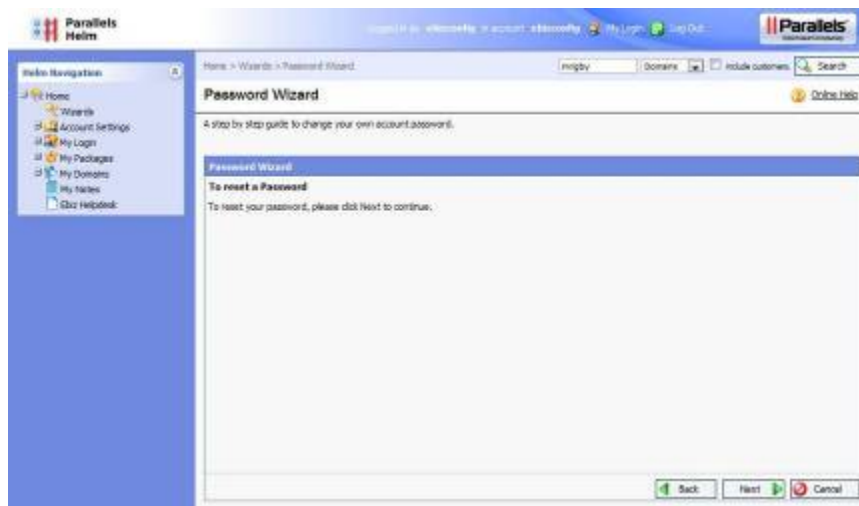 Parallels
Helm
My Login
Log Out
Parallels
Helm Navigation
Home
Wizards
Account Settings
My Login
My Packages
My Domains
My Notes
Ebiz Helpdesk
Home > Wizards > Password Wizard
Domains
include customers
Search
Password Wizard
Online Help
A step by step guide to change your own account password.
Password Wizard
To reset a Password
To reset your password, please click Next to continue.
Back
Next
Cancel